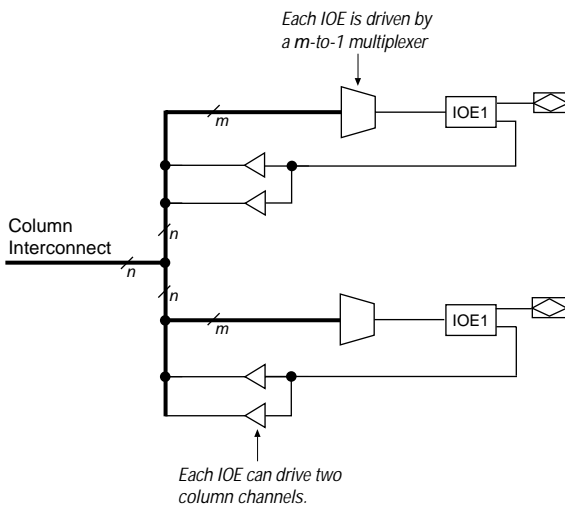 Each IOE is driven by
a m-to-1 multiplexer
m
IOE1
Column
Interconnect
n
n
n
m
IOE1
Each IOE can drive two
column channels.